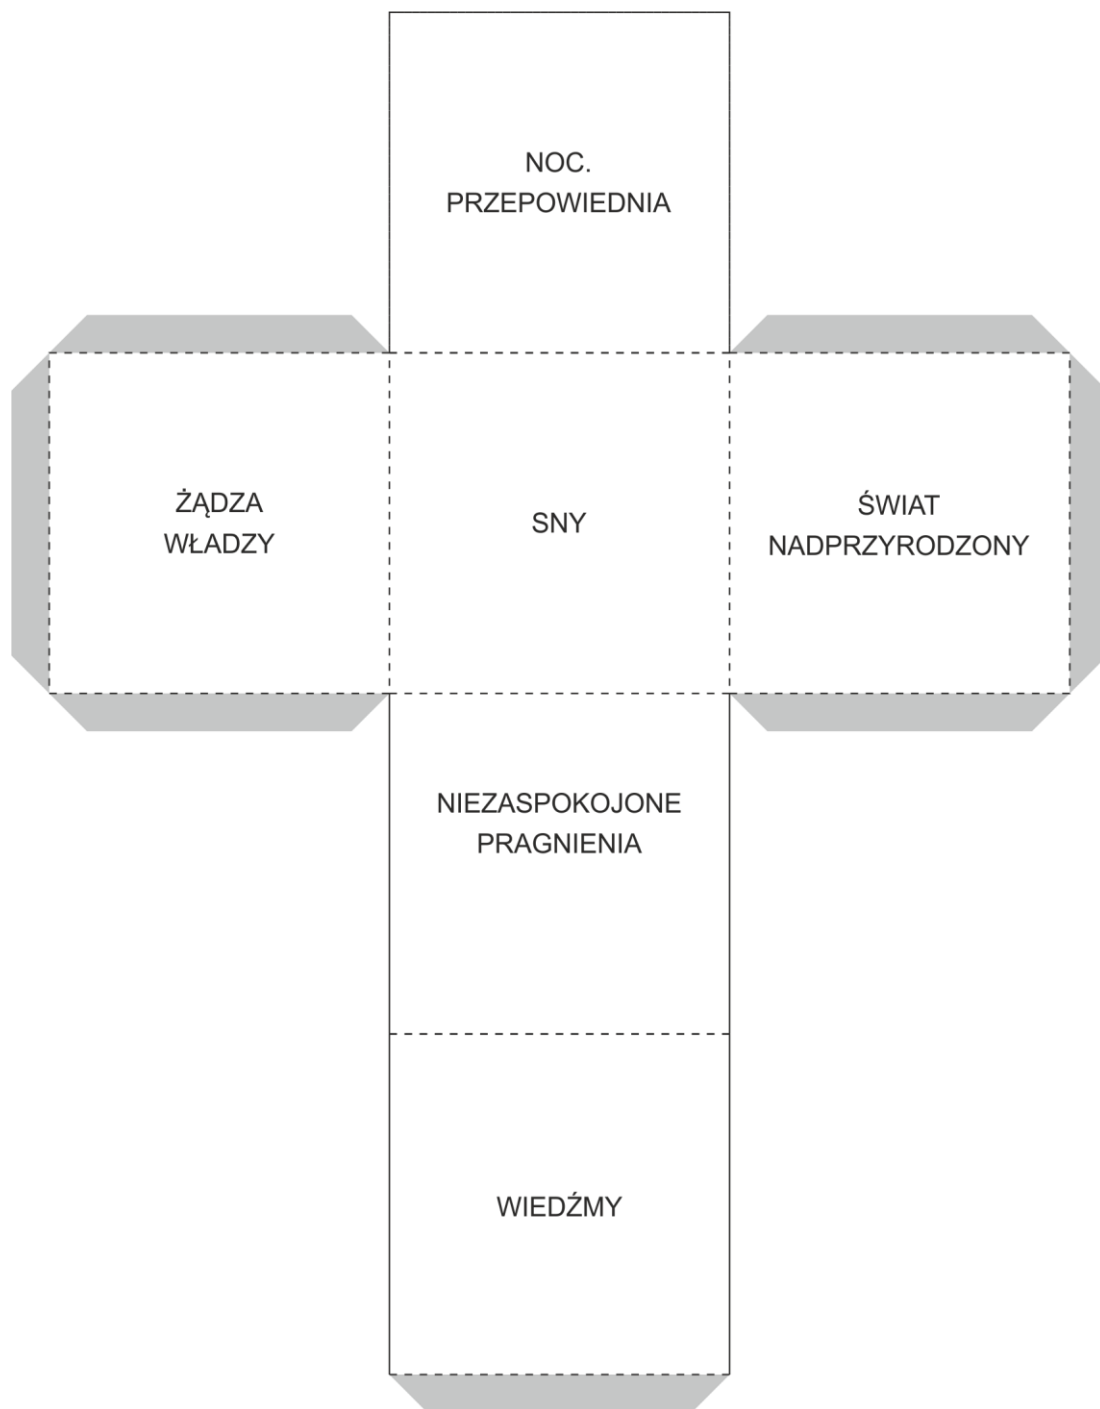 NOC.
PRZEPOWIEDNIA
ŻĄDZA
WŁADZY
SNY
ŚWIAT
NADPRZYRODZONY
NIEZASPOKOJONE
PRAGNIENIA
WIEDŹMY